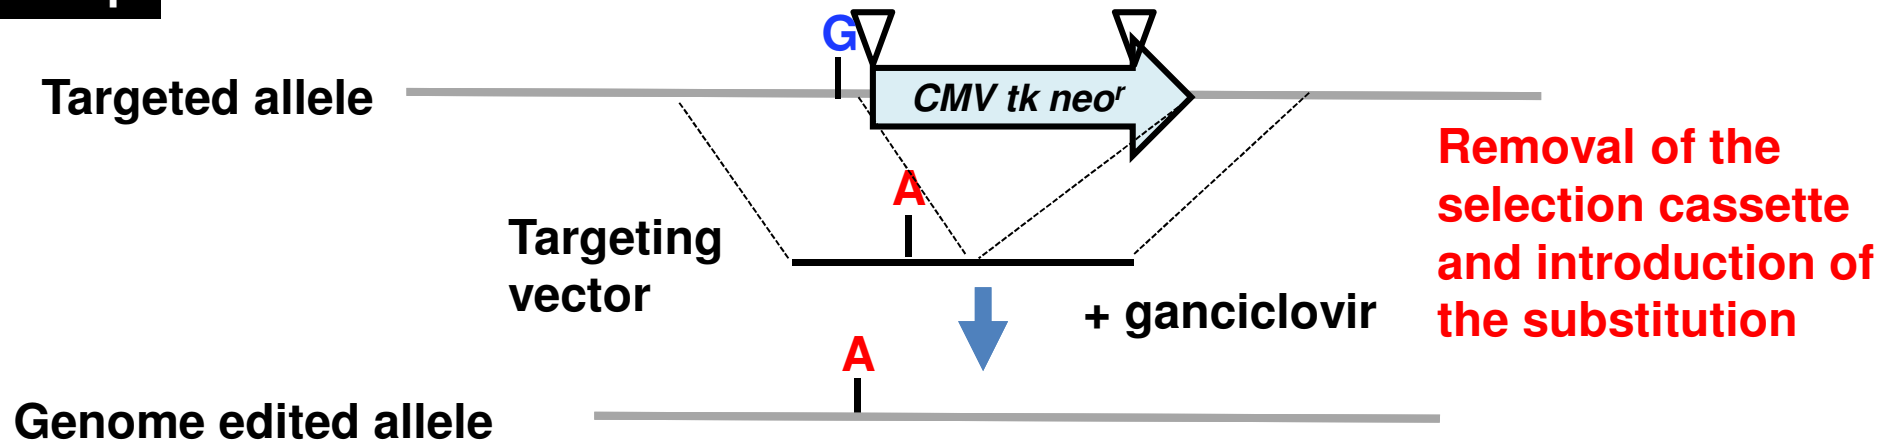 G
Targeted allele
CMV tk neoʳ
Removal of the
selection cassette
and introduction of
the substitution
A
Targeting
vector
+ ganciclovir
A
Genome edited allele